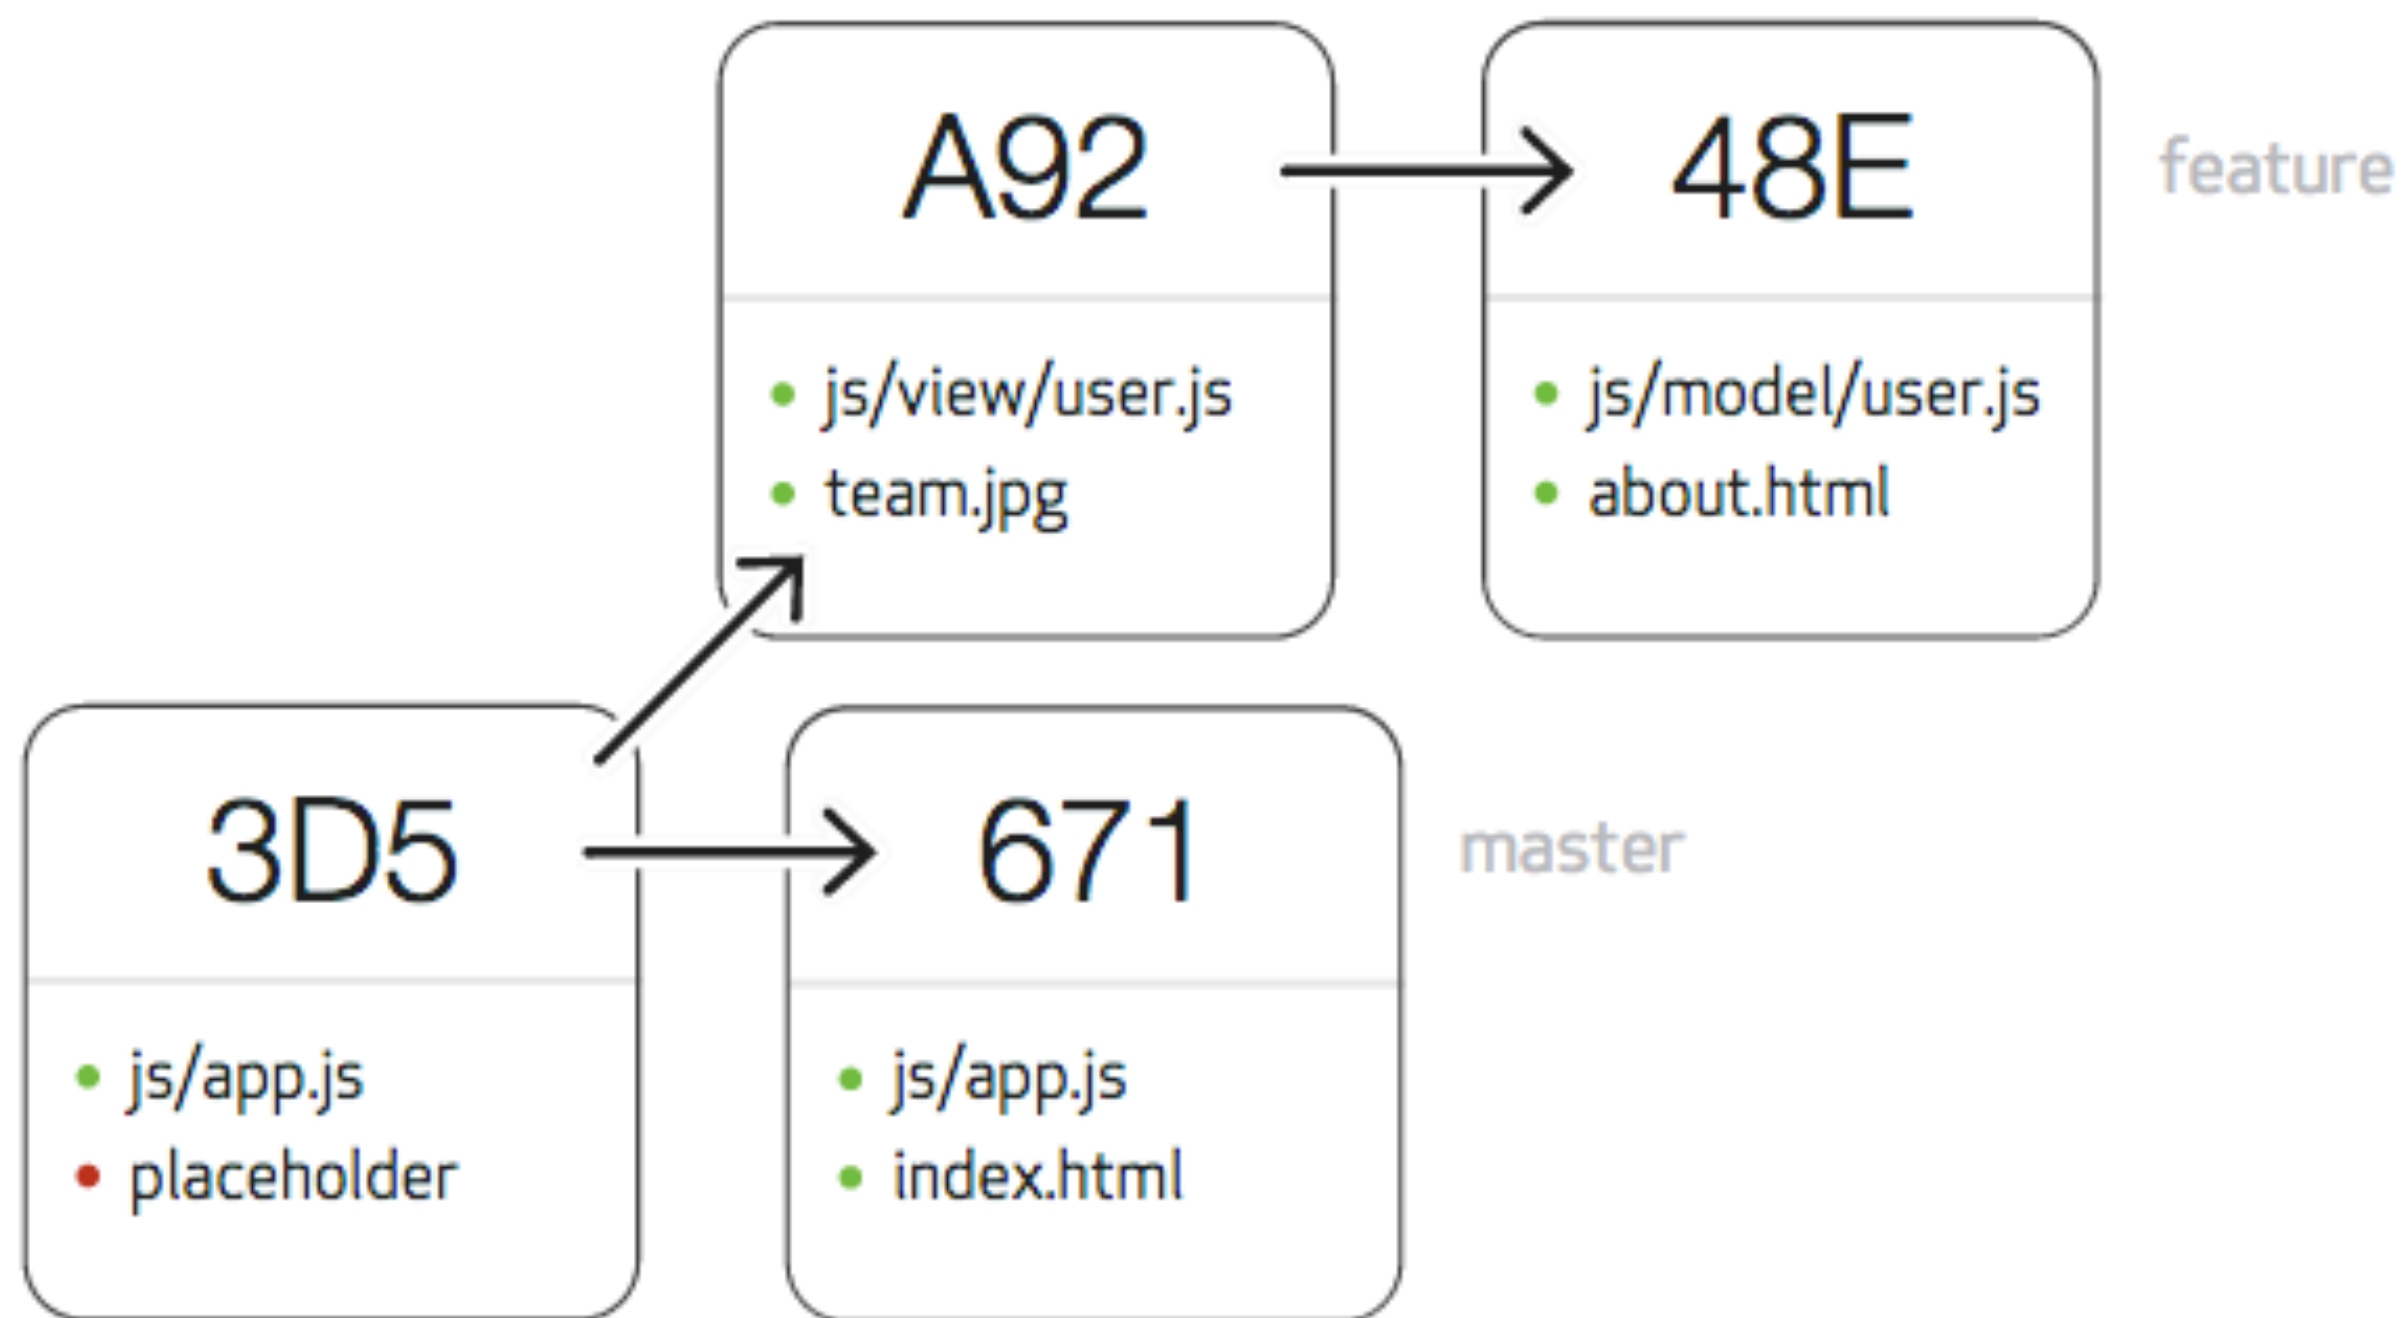 A92
js/view/user.js
team.jpg
48E
js/model/user.js
about.html
feature
3D5
js/app.js
placeholder
671
js/app.js
index.html
master